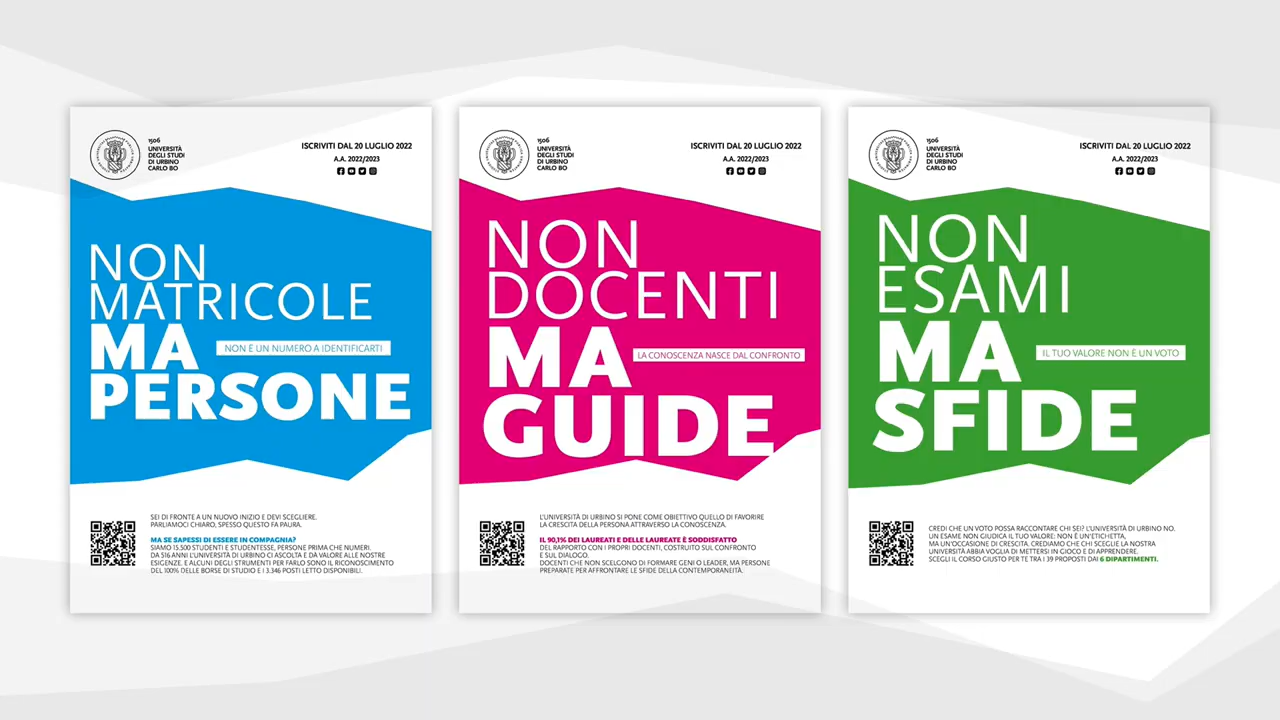 1506
UNIVERSITÀ
DEGLI STUDI
DI URBINO
CARLO BO
ISCRIVITI DAL 20 LUGLIO 2022
A.A. 2022/2023
NON
MATRICOLE
MA
NON È UN NUMERO A IDENTIFICARTI
PERSONE
SEI DI FRONTE A UN NUOVO INIZIO E DEVI SCEGLIERE.
PARLIAMOCI CHIARO, SPESSO QUESTO FA PAURA.
MA SE SAPESSI DI ESSERE IN COMPAGNIA?
SIAMO 15.500 STUDENTI E STUDENTESSE, PERSONE PRIMA CHE NUMERI.
DA 516 ANNI L'UNIVERSITÀ DI URBINO CI ASCOLTA E DÀ VALORE ALLE NOSTRE
ESIGENZE. E ALCUNI DEGLI STRUMENTI PER FARLO SONO IL RICONOSCIMENTO
DEL 100% DELLE BORSE DI STUDIO E I 3.346 POSTI LETTO DISPONIBILI.
1506
UNIVERSITÀ
DEGLI STUDI
DI URBINO
CARLO BO
ISCRIVITI DAL 20 LUGLIO 2022
A.A. 2022/2023
NON
DOCENTI
MA
LA CONOSCENZA NASCE DAL CONFRONTO
GUIDE
L'UNIVERSITÀ DI URBINO SI PONE COME OBIETTIVO QUELLO DI FAVORIRE
LA CRESCITA DELLA PERSONA ATTRAVERSO LA CONOSCENZA.
IL 90,1% DEI LAUREATI E DELLE LAUREATE È SODDISFATTO
DEL RAPPORTO CON I PROPRI DOCENTI, COSTRUITO SUL CONFRONTO
E SUL DIALOGO.
DOCENTI CHE NON SCELGONO DI FORMARE GENI O LEADER, MA PERSONE
PREPARATE PER AFFRONTARE LE SFIDE DELLA CONTEMPORANEITÀ.
1506
UNIVERSITÀ
DEGLI STUDI
DI URBINO
CARLO BO
ISCRIVITI DAL 20 LUGLIO 2022
A.A. 2022/2023
NON
ESAMI
MA
IL TUO VALORE NON È UN VOTO
SFIDE
CREDI CHE UN VOTO POSSA RACCONTARE CHI SEI? L'UNIVERSITÀ DI URBINO NO.
UN ESAME NON GIUDICA IL TUO VALORE: NON È UN'ETICHETTA,
MA UN'OCCASIONE DI CRESCITA. CREDIAMO CHE CHI SCEGLIE LA NOSTRA
UNIVERSITÀ ABBIA VOGLIA DI METTERSI IN GIOCO E DI APPRENDERE.
SCEGLI IL CORSO GIUSTO PER TE TRA I 39 PROPOSTI DAI 6 DIPARTIMENTI.